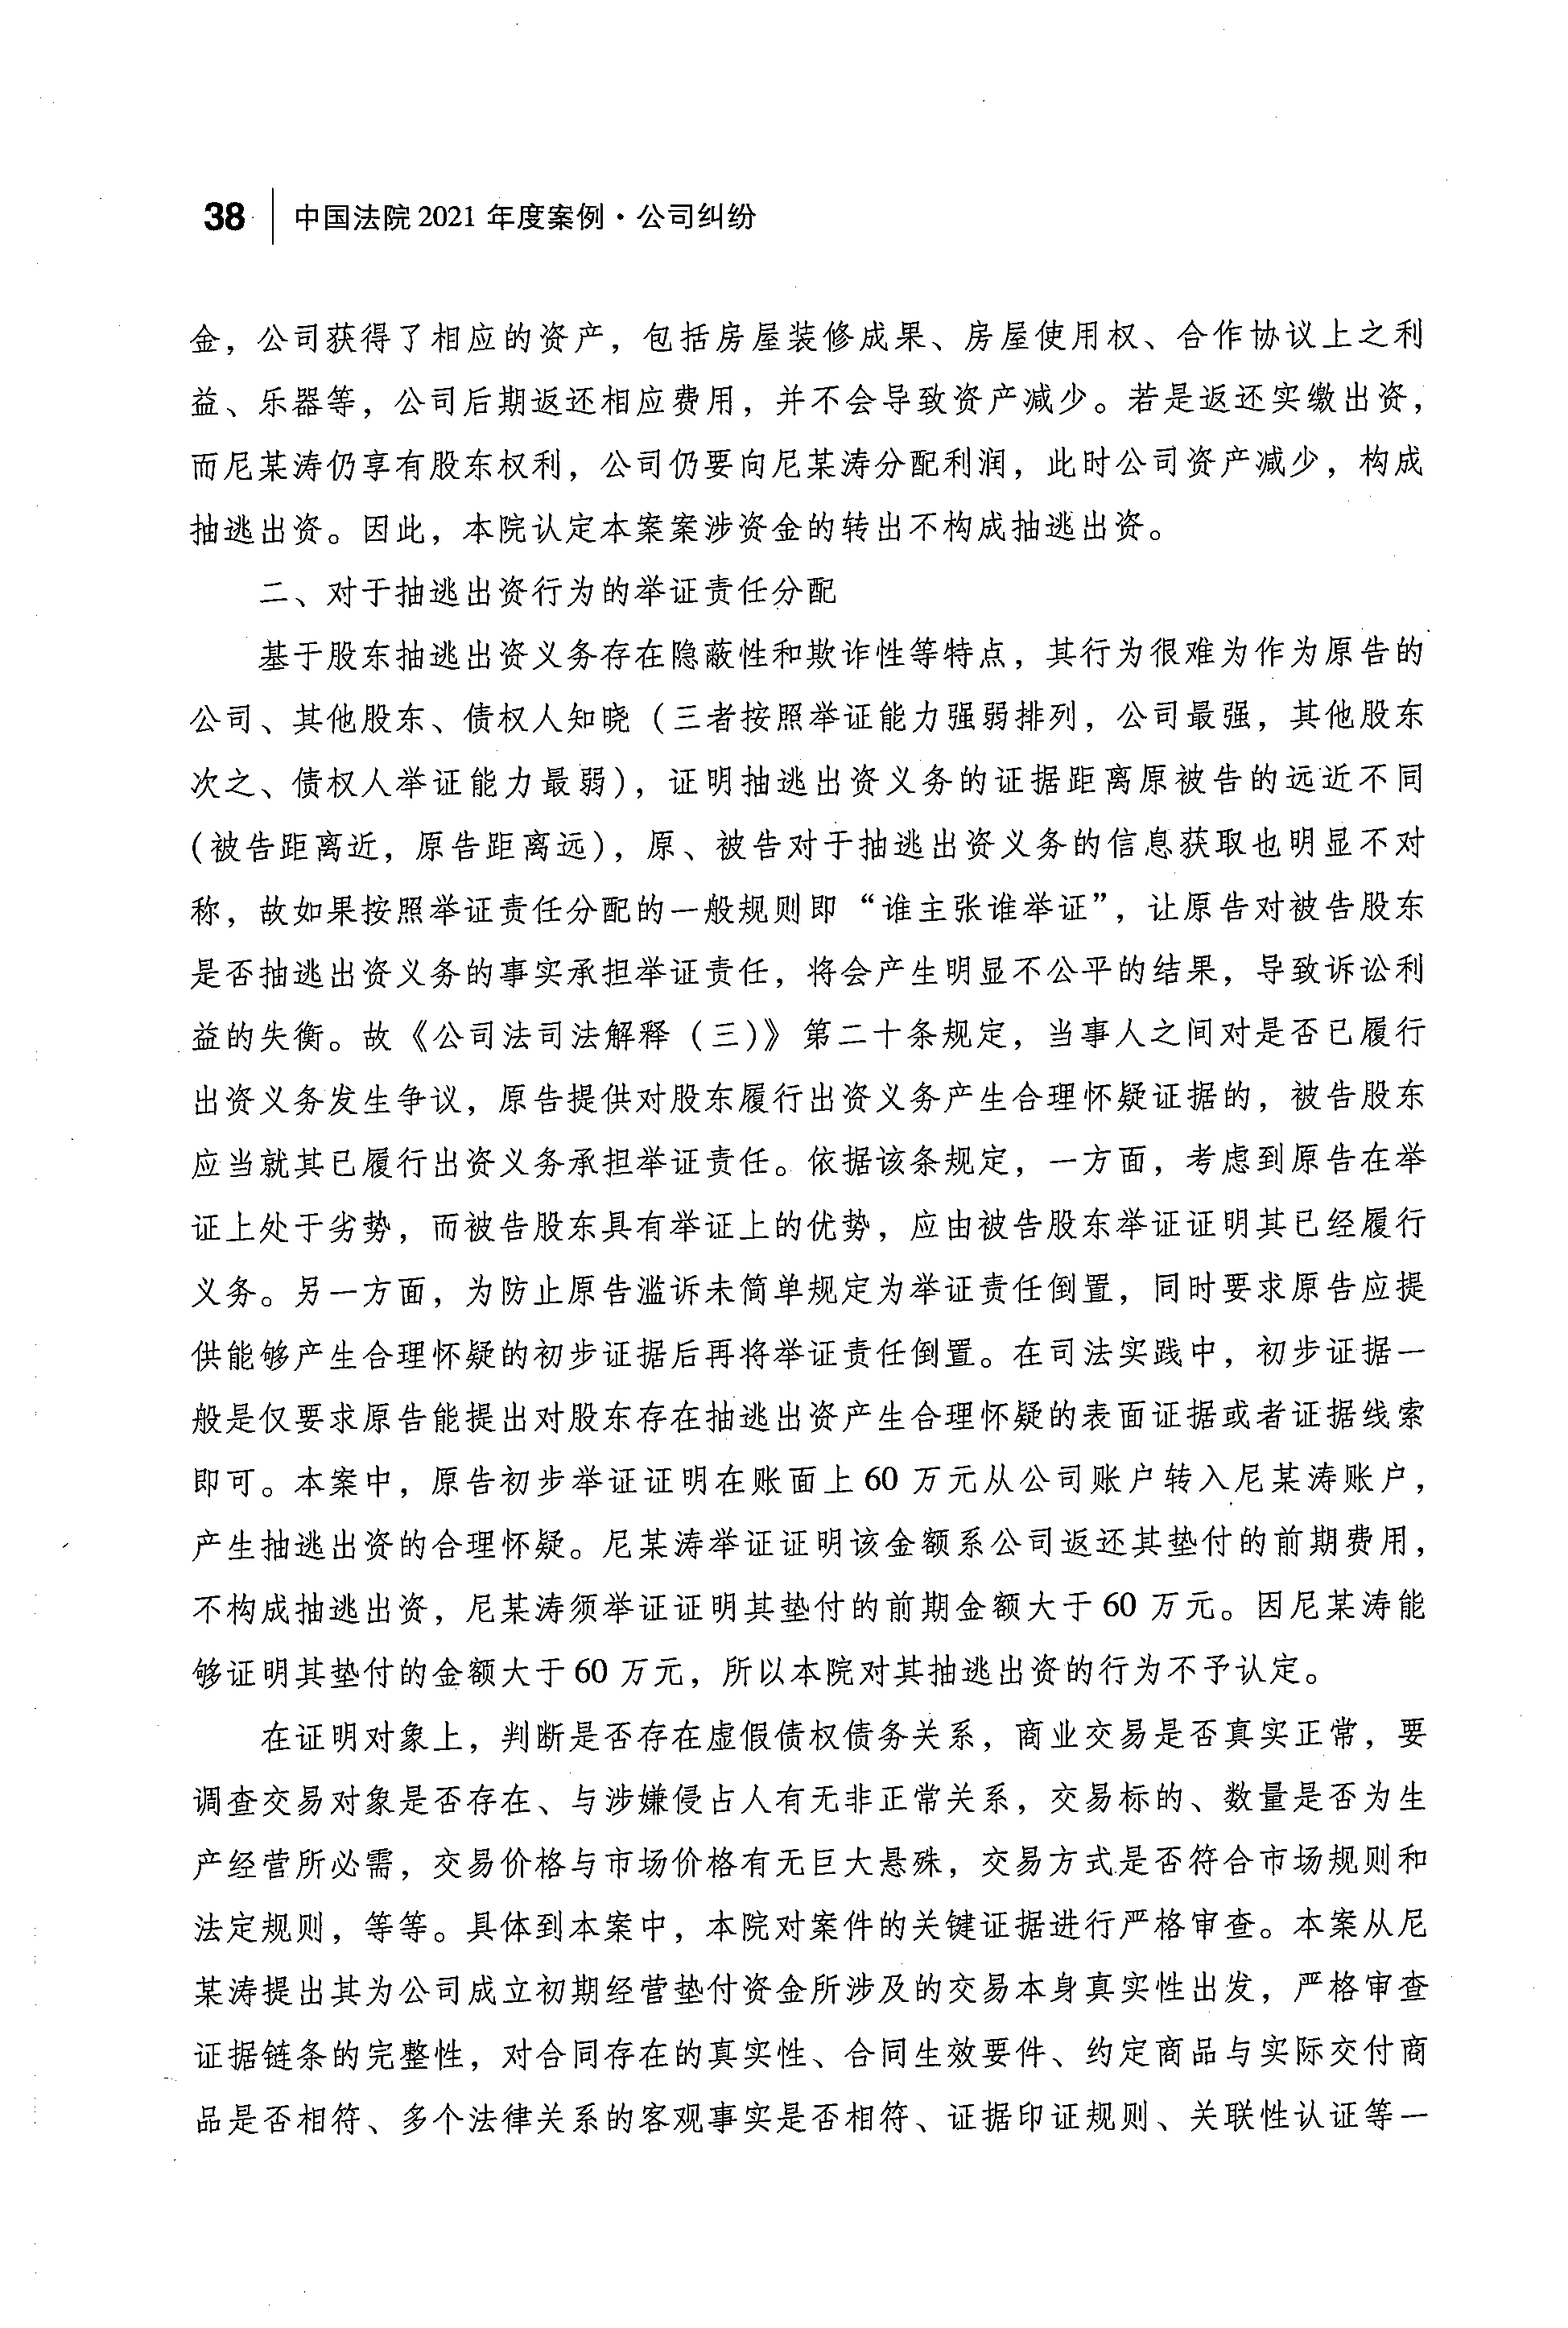 38 中国法院 2021 年度案例·公司纠纷
金，公司获得了相应的资产，包括房屋装修成果、房屋使用权、合作协议上之利
益、乐器等，公司后期返还相应费用，并不会导致资产减少。若是返还实缴出资，
而尼某涛仍享有股东权利，公司仍要向尼某涛分配利润，此时公司资产减少，构成
抽逃出资。因此，本院认定本案案涉资金的转出不构成抽逃出资。
二、对于抽逃出资行为的举证责任分配
基于股东抽逃出资义务存在隐蔽性和欺诈性等特点，其行为很难为作为原告的
公司、其他股东、债权人知晓（三者按照举证能力强弱排列，公司最强，其他股东
次之、债权人举证能力最弱），证明抽逃出资义务的证据距离原被告的远近不同
（被告距离近，原告距离远），原、被告对于抽逃出资义务的信息获取也明显不对
称，故如果按照举证责任分配的一般规则即“谁主张谁举证”，让原告对被告股东
是否抽逃出资义务的事实承担举证责任，将会产生明显不公平的结果，导致诉讼利
益的失衡。故《公司法司法解释（三）》第二十条规定，当事人之间对是否已履行
出资义务发生争议，原告提供对股东履行出资义务产生合理怀疑证据的，被告股东
应当就其已履行出资义务承担举证责任。依据该条规定，一方面，考虑到原告在举
证上处于劣势，而被告股东具有举证上的优势，应由被告股东举证证明其已经履行
义务。另一方面，为防止原告滥诉未简单规定为举证责任倒置，同时要求原告应提
供能够产生合理怀疑的初步证据后再将举证责任倒置。在司法实践中，初步证据一
般是仅要求原告能提出对股东存在抽逃出资产生合理怀疑的表面证据或者证据线索
即可。本案中，原告初步举证证明在账面上 60 万元从公司账户转入尼某涛账户，
产生抽逃出资的合理怀疑。尼某涛举证证明该金额系公司返还其垫付的前期费用，
不构成抽逃出资，尼某涛须举证证明其垫付的前期金额大于 60 万元。因尼某涛能
够证明其垫付的金额大于 60 万元，所以本院对其抽逃出资的行为不予认定。
在证明对象上，判断是否存在虚假债权债务关系，商业交易是否真实正常，要
调查交易对象是否存在、与涉嫌侵占人有无非正常关系，交易标的、数量是否为生
产经营所必需，交易价格与市场价格有无巨大悬殊，交易方式是否符合市场规则和
法定规则，等等。具体到本案中，本院对案件的关键证据进行严格审查。本案从尼
某涛提出其为公司成立初期经营垫付资金所涉及的交易本身真实性出发，严格审查
证据链条的完整性，对合同存在的真实性、合同生效要件、约定商品与实际交付商
品是否相符、多个法律关系的客观事实是否相符、证据印证规则、关联性认证等一